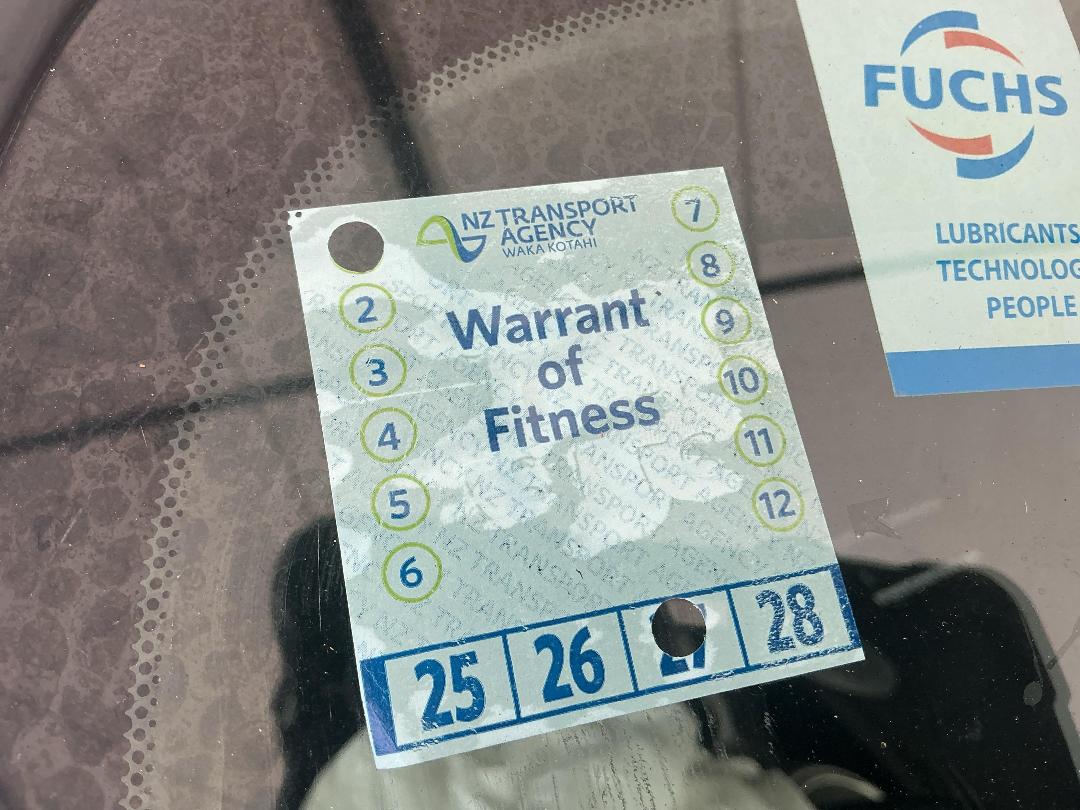 NZ TRANSPORT
AGENCY
WAKA KOTAHI
Warrant
of
Fitness
2
3
4
5
6
7
8
9
10
11
12
25
26
27
28
FUCHS
LUBRICANTS
TECHNOLOG
PEOPLE